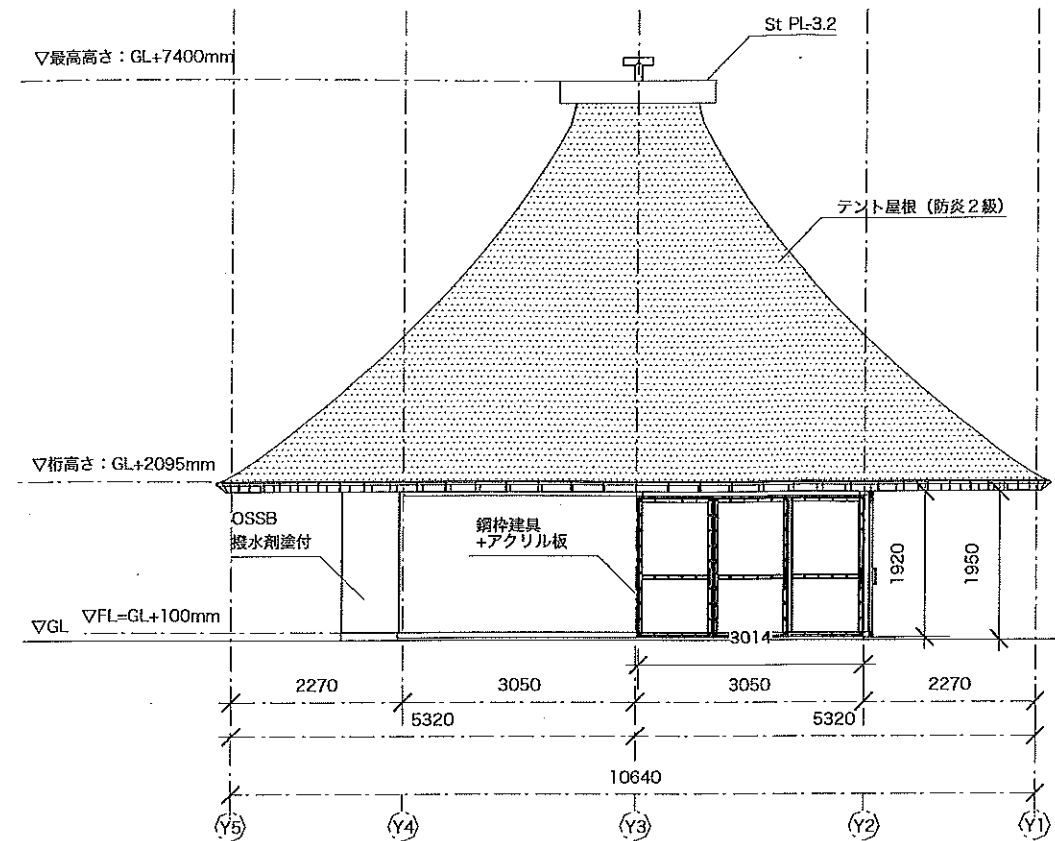 St PL-3.2
▽最高高さ：GL+7400mm
テント屋根（防炎２級）
▽桁高さ：GL+2095mm
OSSB
撥水剤塗付
鋼枠建具
+アクリル板
1920
1950
▽FL=GL+100mm
▽GL
3014
2270
3050
3050
2270
5320
5320
10640
Y5
Y4
Y3
Y2
Y1